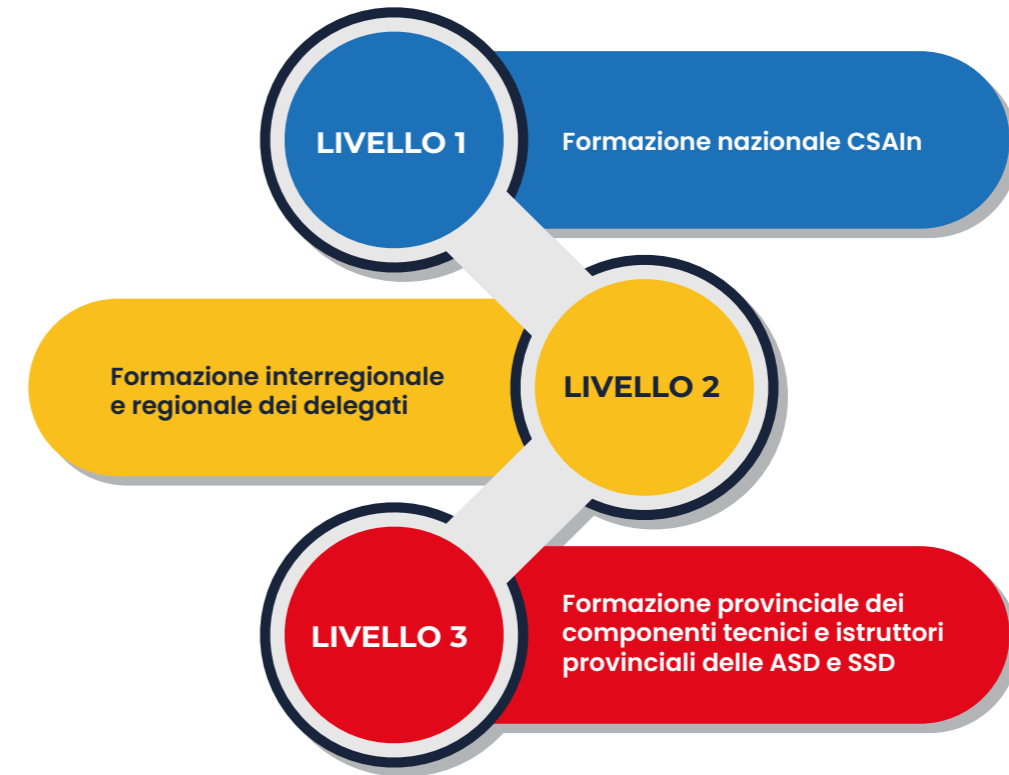 LIVELLO 1
Formazione nazionale CSAIn
Formazione interregionale
e regionale dei delegati
LIVELLO 2
LIVELLO 3
Formazione provinciale dei
componenti tecnici e istruttori
provinciali delle ASD e SSD